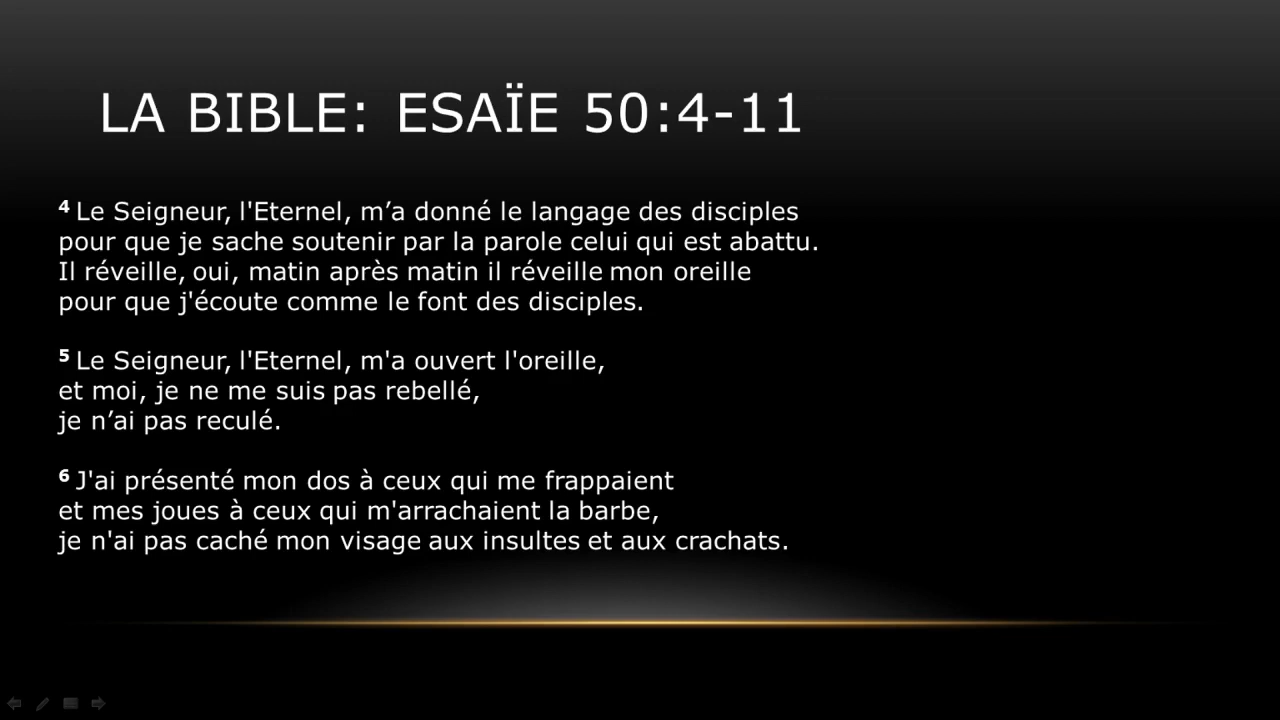 LA BIBLE: ESAÏE 50:4-11
4 Le Seigneur, l'Eternel, m’a donné le langage des disciples
pour que je sache soutenir par la parole celui qui est abattu.
Il réveille, oui, matin après matin il réveille mon oreille
pour que j'écoute comme le font des disciples.
5 Le Seigneur, l'Eternel, m'a ouvert l'oreille,
et moi, je ne me suis pas rebellé,
je n’ai pas reculé.
6 J'ai présenté mon dos à ceux qui me frappaient
et mes joues à ceux qui m'arrachaient la barbe,
je n'ai pas caché mon visage aux insultes et aux crachats.